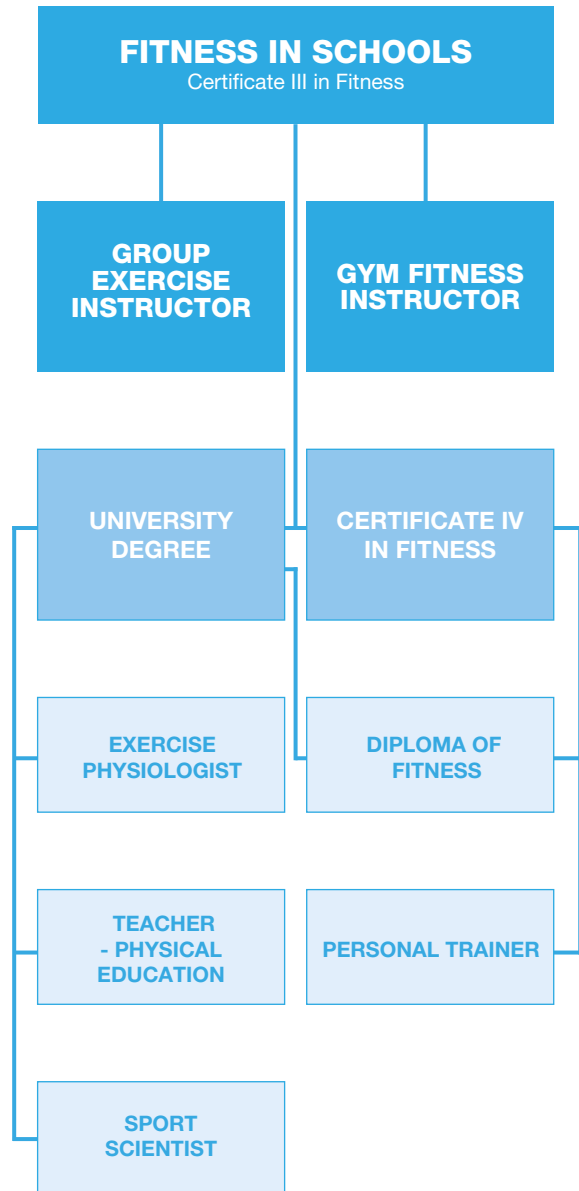 FITNESS IN SCHOOLS
Certificate III in Fitness
GROUP
EXERCISE
INSTRUCTOR
GYM FITNESS
INSTRUCTOR
UNIVERSITY
DEGREE
CERTIFICATE IV
IN FITNESS
EXERCISE
PHYSIOLOGIST
DIPLOMA OF
FITNESS
TEACHER
- PHYSICAL
EDUCATION
PERSONAL TRAINER
SPORT
SCIENTIST